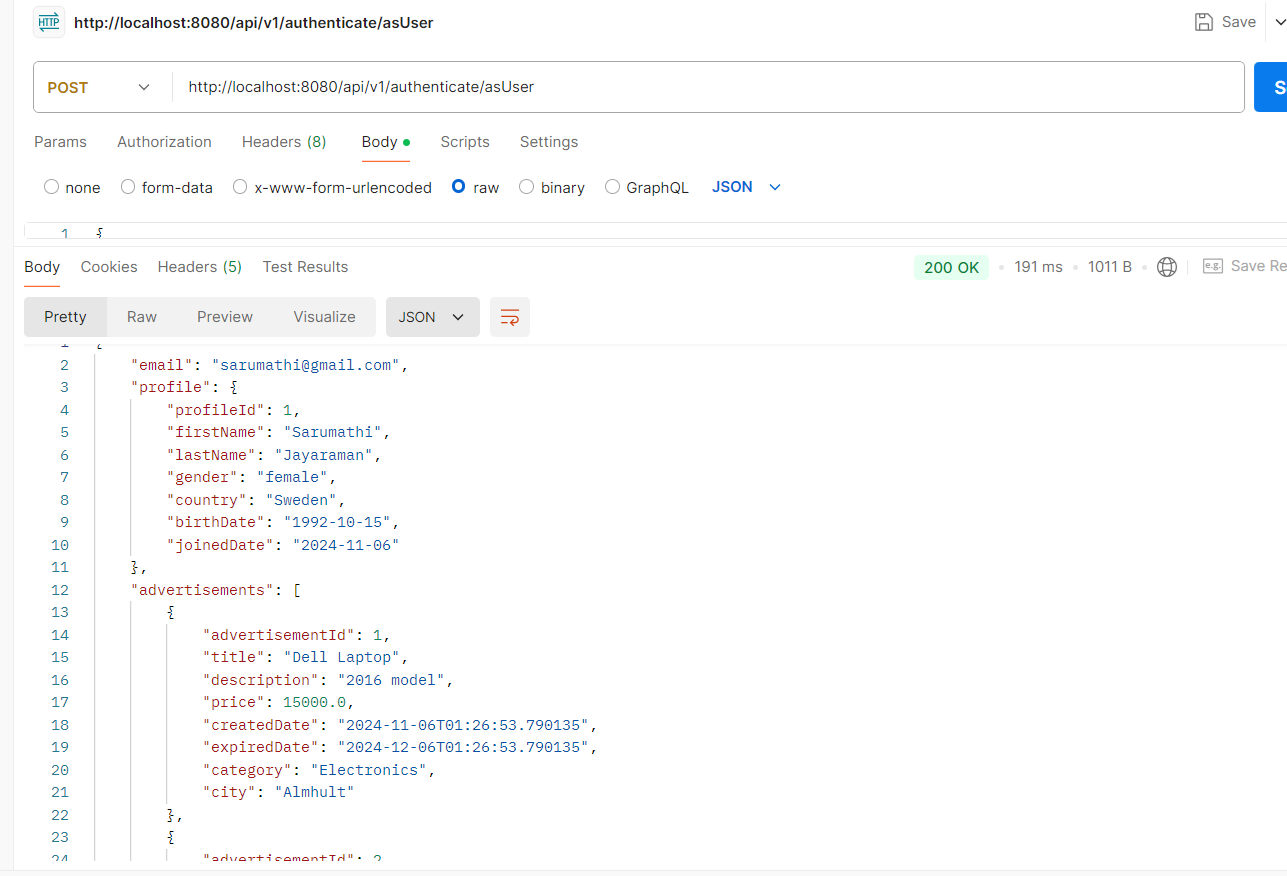 HTTP http://localhost:8080/api/v1/authenticate/asUser Save
POST http://localhost:8080/api/v1/authenticate/asUser S
Params Authorization Headers (8) Body Scripts Settings
none form-data x-www-form-urlencoded raw binary GraphQL JSON
1 {
Body Cookies Headers (5) Test Results 200 OK 191 ms 1011 B e.g. Save Re
Pretty Raw Preview Visualize JSON
1 {
2 "email": "sarumathi@gmail.com",
3 "profile": {
4 "profileId": 1,
5 "firstName": "Sarumathi",
6 "lastName": "Jayaraman",
7 "gender": "female",
8 "country": "Sweden",
9 "birthDate": "1992-10-15",
10 "joinedDate": "2024-11-06"
11 },
12 "advertisements": [
13 {
14 "advertisementId": 1,
15 "title": "Dell Laptop",
16 "description": "2016 model",
17 "price": 15000.0,
18 "createdDate": "2024-11-06T01:26:53.790135",
19 "expiredDate": "2024-12-06T01:26:53.790135",
20 "category": "Electronics",
21 "city": "Almhult"
22 },
23 {
24 "advertisementId": 2